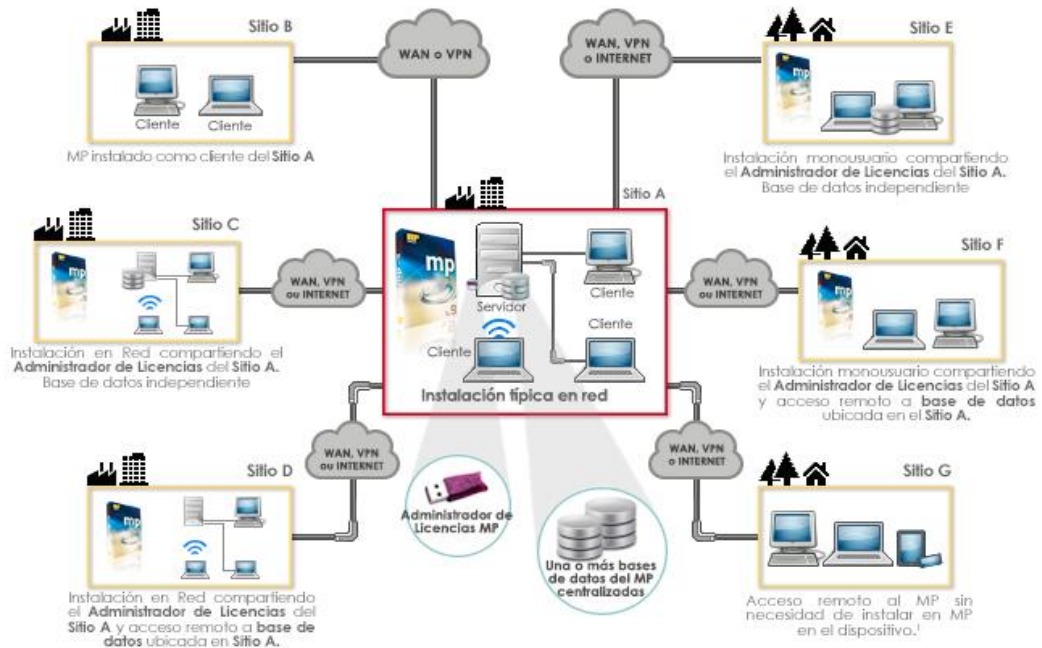 Sitio B
WAN o VPN
WAN, VPN
o INTERNET
Sitio E
Cliente
Cliente
MP instalado como cliente del Sitio A
Instalación monousuario compartiendo
el Administrador de Licencias del Sitio A.
Base de datos independiente
Sitio A
Sitio C
WAN, VPN
ou INTERNET
mp
Servidor
Cliente
Cliente
Cliente
Instalación típica en red
WAN, VPN
ou INTERNET
Sitio F
mp
Instalación en Red compartiendo el
Administrador de Licencias del Sitio A.
Base de datos independiente
Instalación monousuario compartiendo
el Administrador de Licencias del Sitio A
y acceso remoto a base de datos
ubicada en el Sitio A.
Sitio D
WAN, VPN
ou INTERNET
WAN, VPN
o INTERNET
Sitio G
mp
Administrador de
Licencias MP
Una o más bases
de datos del MP
centralizadas
Instalación en Red compartiendo
el Administrador de Licencias del
Sitio A y acceso remoto a base de
datos ubicada en Sitio A.
Acceso remoto al MP sin
necesidad de instalar en MP
en el dispositivo.¹